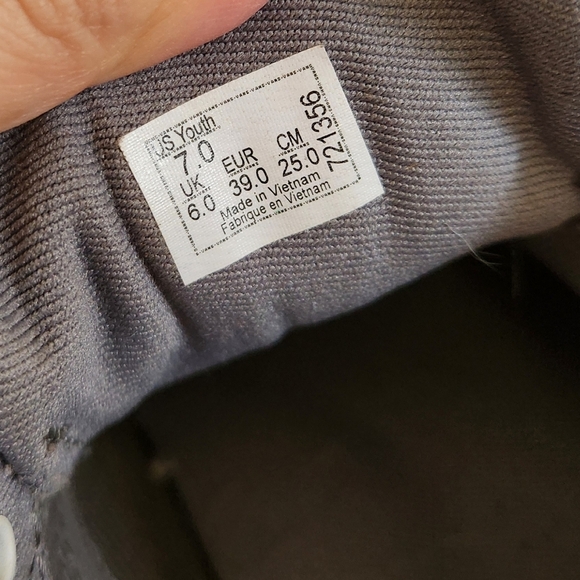 US Youth
7.0
UK EUR CM
6.0 39.0 25.0
Made in Vietnam
Fabrique en Vietnam
721356